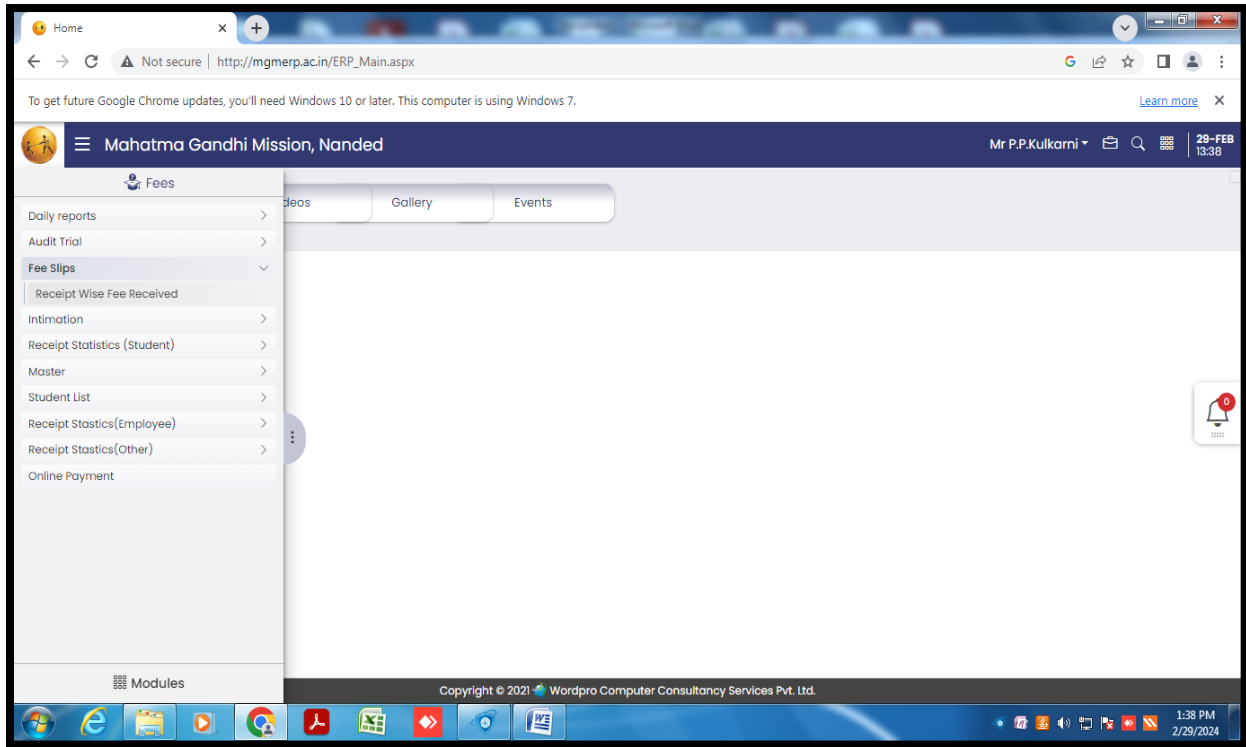 Home
Not secure | http://mgmerp.ac.in/ERP_Main.aspx
G
To get future Google Chrome updates, you'll need Windows 10 or later. This computer is using Windows 7.
Learn more
Mahatma Gandhi Mission, Nanded
Mr P.P.Kulkarni
29-FEB
13:38
Fees
deos
Gallery
Events
Daily reports
Audit Trial
Fee Slips
Receipt Wise Fee Received
Intimation
Receipt Statistics (Student)
Master
Student List
0
Receipt Stastics(Employee)
Receipt Stastics(Other)
Online Payment
Modules
Copyright © 2021 Wordpro Computer Consultancy Services Pvt. Ltd.
1:38 PM
2/29/2024